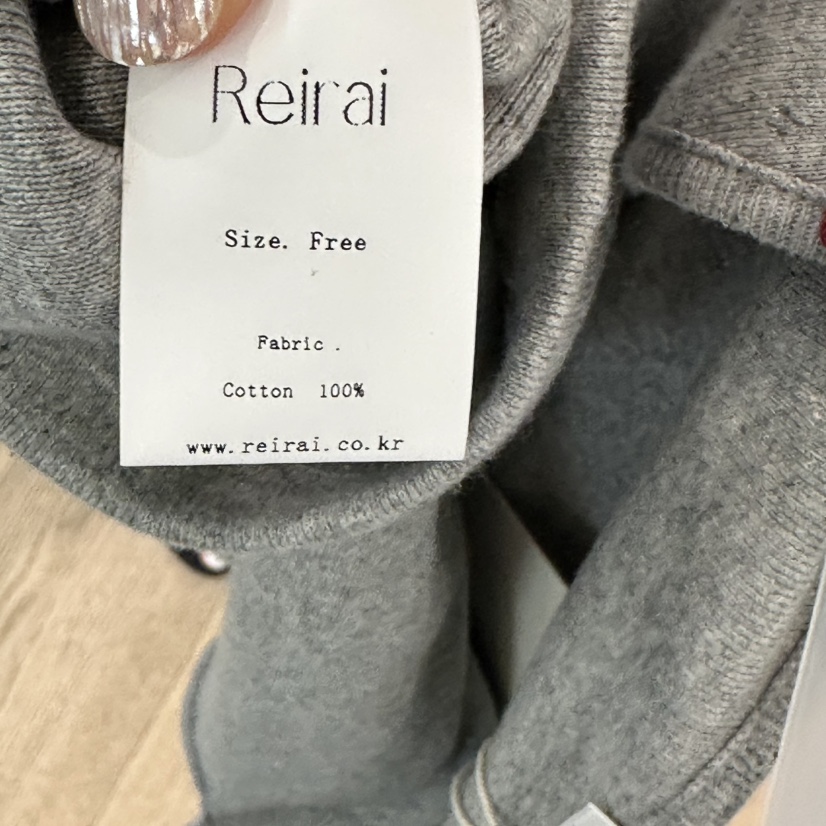 Reirai
Size. Free
Fabric .
Cotton 100%
www.reirai.co.kr